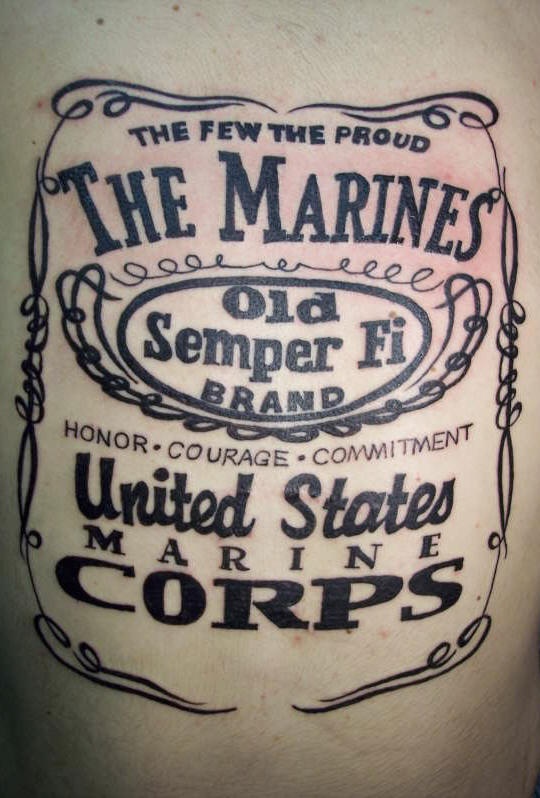 THE FEW THE PROUD
THE MARINES
Old
Semper Fi
BRAND
HONOR • COURAGE • COMMITMENT
United States
MARINE
CORPS